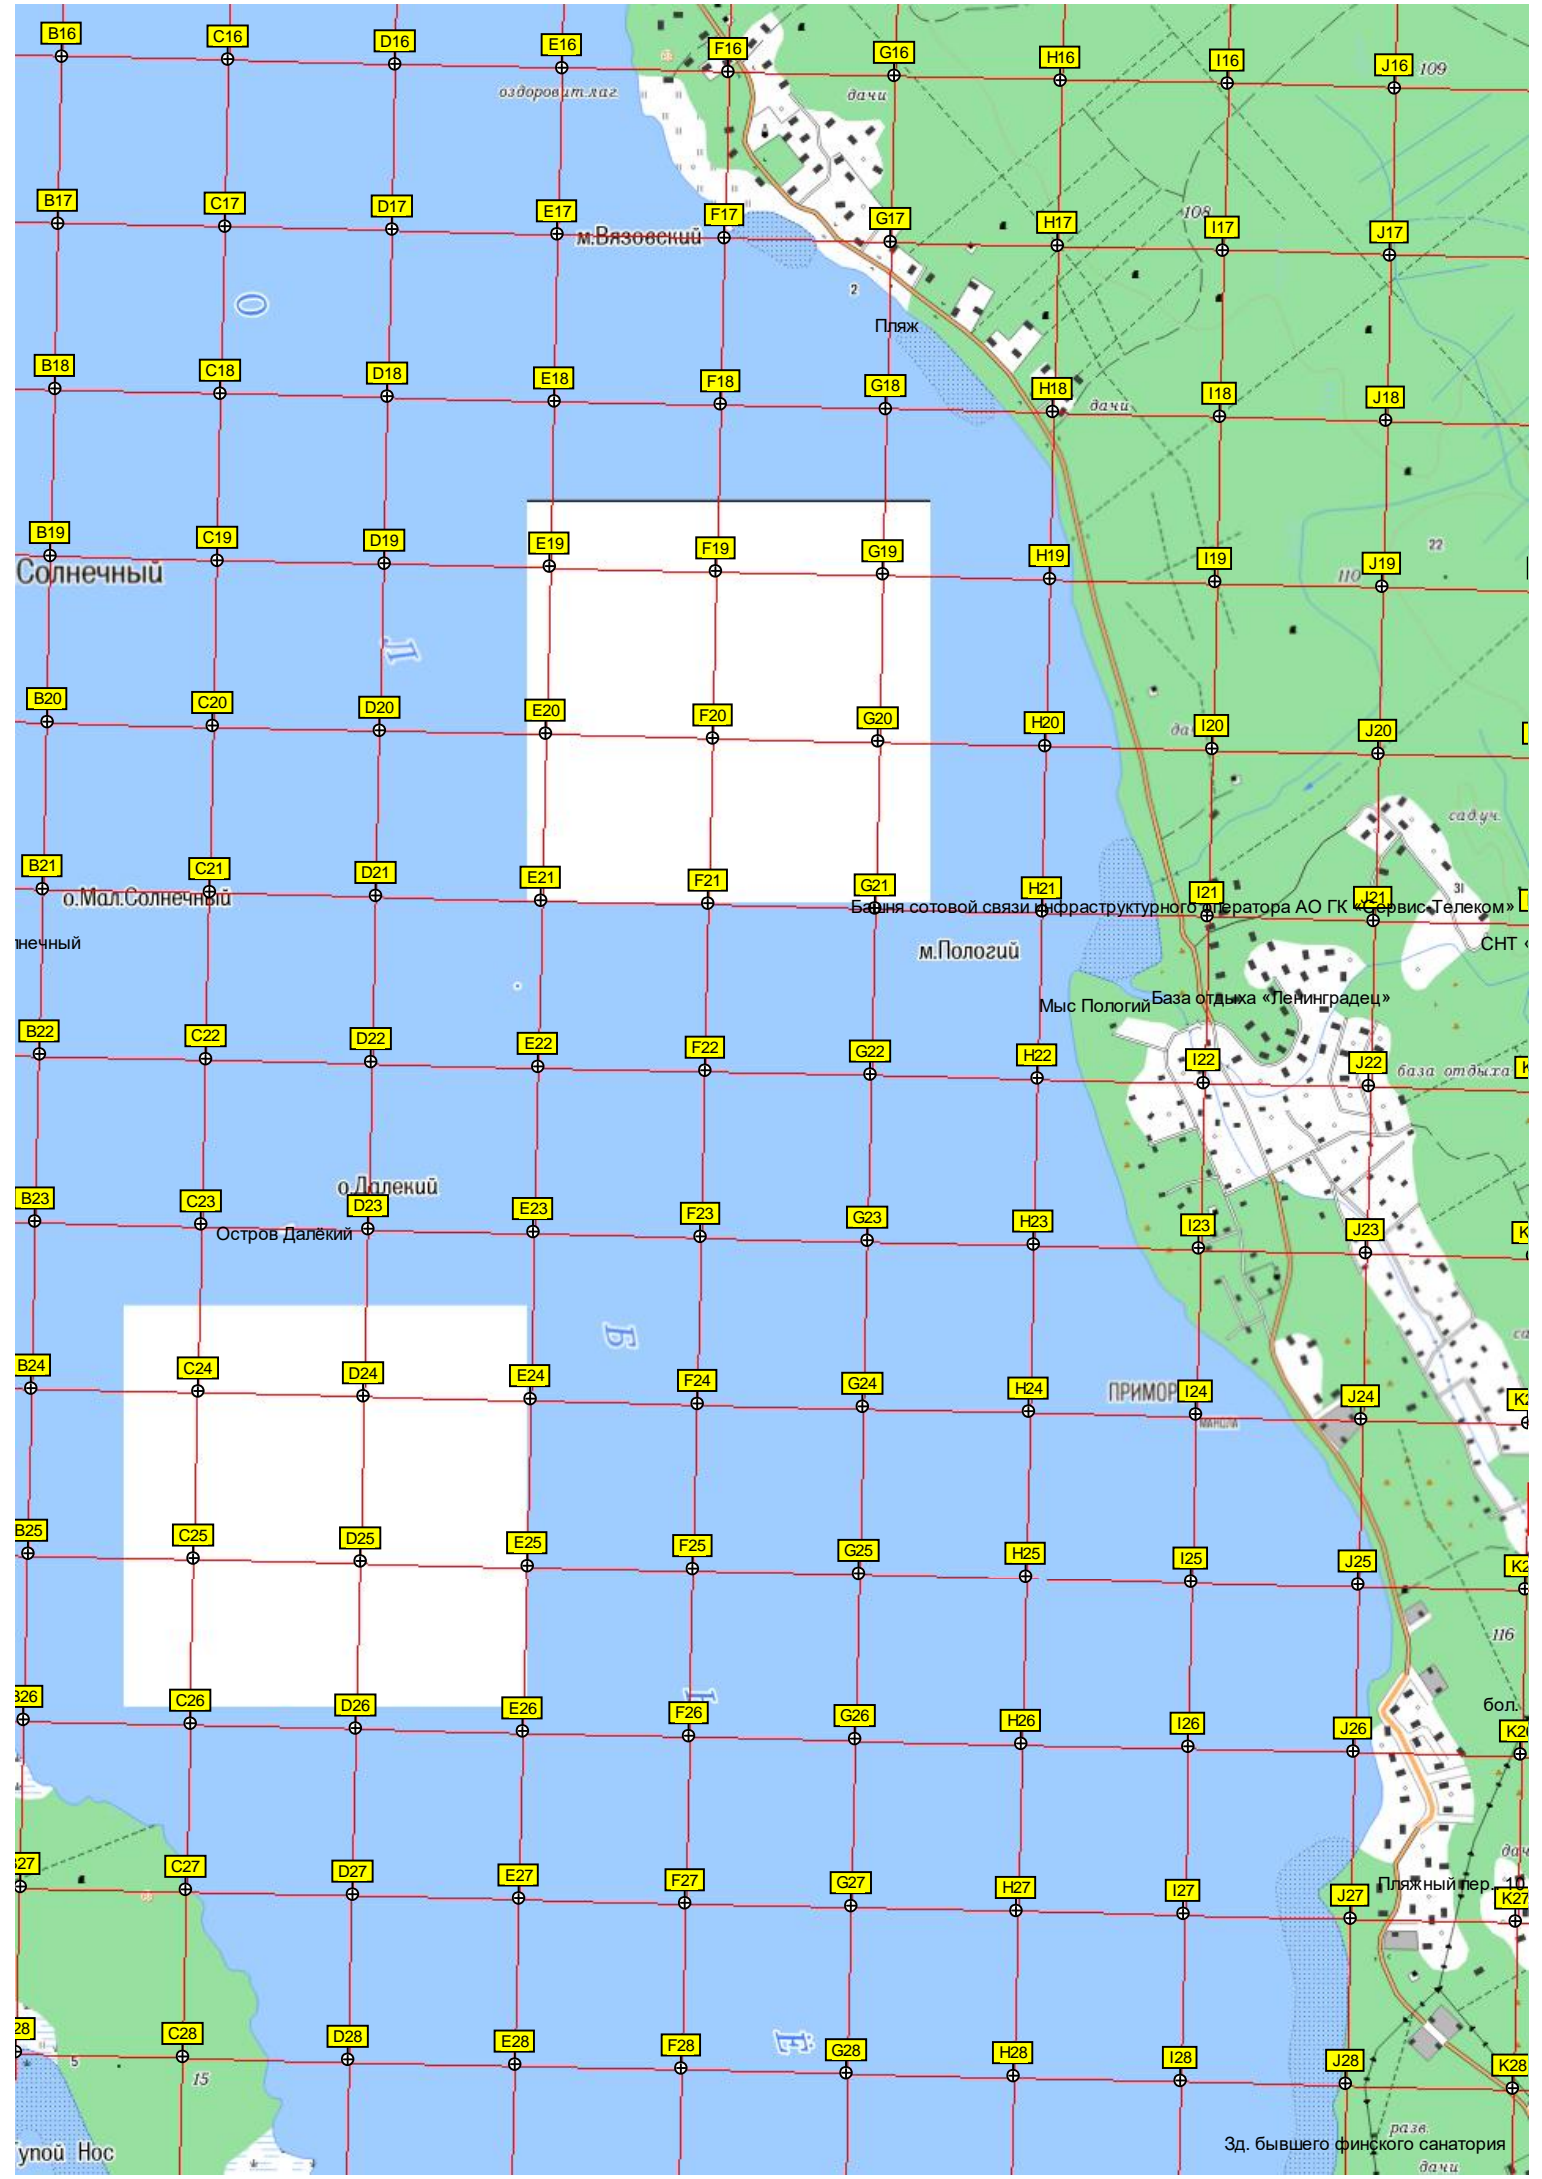 B16 C16 D16 E16 F16 G16 H16 I16 J16 109
оздоровит.лаг. дачи
B17 C17 D17 E17 F17 G17 H17 108 I17 J17
м.Вязовский
О 2
Пляж
B18 C18 D18 E18 F18 G18 H18 дачи I18 J18
B19 C19 D19 E19 F19 G19 H19 I19 22 J19
Солнечный 110
Л
B20 C20 D20 E20 F20 G20 H20 I20 J20
сад.уч.
B21 C21 D21 E21 F21 G21 H21 I21 J21 31
о.Мал.Солнечный
Башня сотовой связи инфраструктурного оператора АО ГК «Сервис-Телеком»
нечный м.Пологий СНТ «
Мыс Пологий База отдыха «Ленинградец»
B22 C22 D22 E22 F22 G22 H22 I22 J22 база отдыха
о.Далекий
B23 C23 D23 E23 F23 G23 H23 I23 J23
Остров Далёкий
Б
B24 C24 D24 E24 F24 G24 H24 ПРИМОР I24 J24
МАНОЛА
B25 C25 D25 E25 F25 G25 H25 I25 J25
116
бол.
C26 D26 E26 F26 G26 H26 I26 J26 K26
C27 D27 E27 F27 G27 H27 I27 J27 K27
Пляжный пер., 10
C28 D28 E28 F28 G28 H28 I28 J28 K28
5 15 Ё
упой Нос
разв.
Зд. бывшего финского санатория
дачи